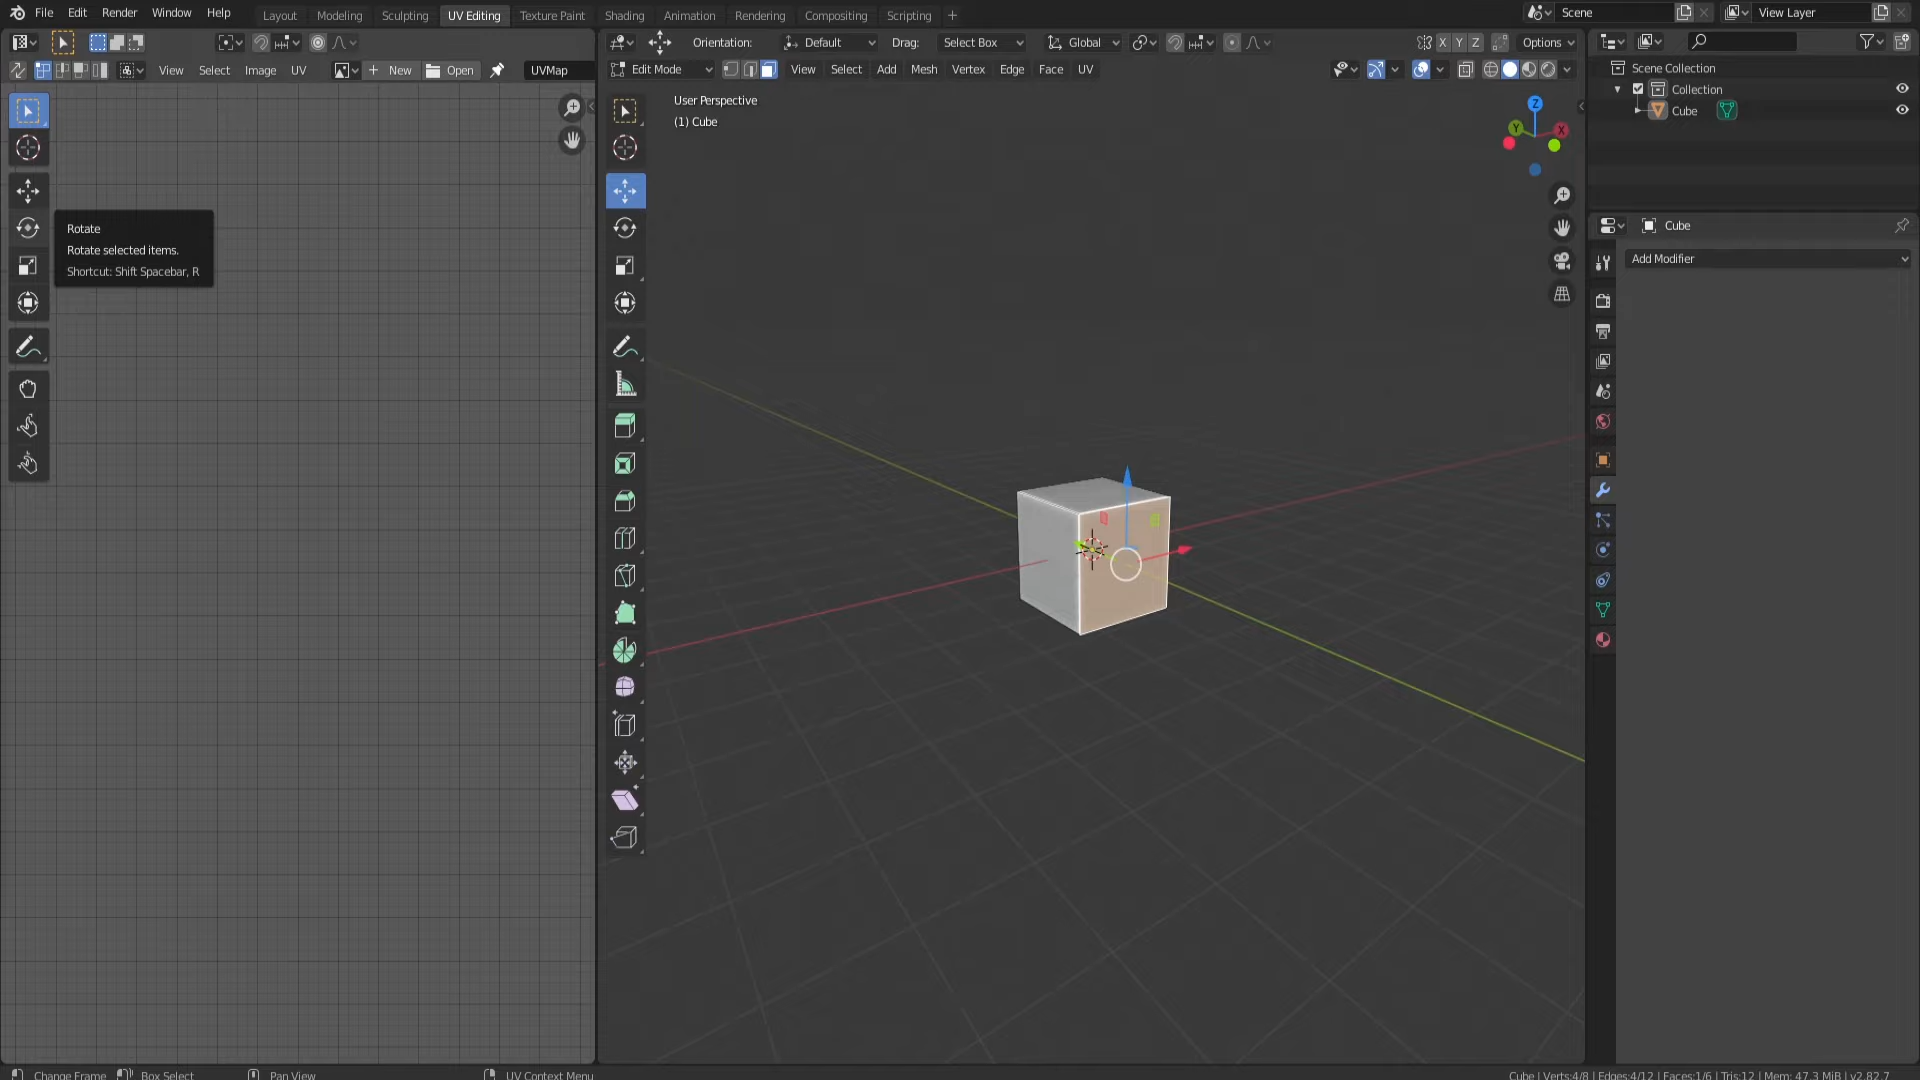 File Edit Render Window Help
Layout Modeling Sculpting UV Editing Texture Paint Shading Animation Rendering Compositing Scripting +
Scene
View Layer
Orientation: Default Drag: Select Box Global
X Y Z
Options
View Select Image UV
New Open
UVMap
Edit Mode View Select Add Mesh Vertex Edge Face UV
User Perspective
(1) Cube
Z
Y
X
Rotate
Rotate selected items.
Shortcut: Shift Spacebar, R
Scene Collection
Collection
Cube
Cube
Add Modifier
Change Frame Box Select Pan View UV Context Menu
Cube | Verts:4/8 | Edges:4/12 | Faces:1/6 | Tris:12 | Mem: 47.3 MiB | v2.82.7